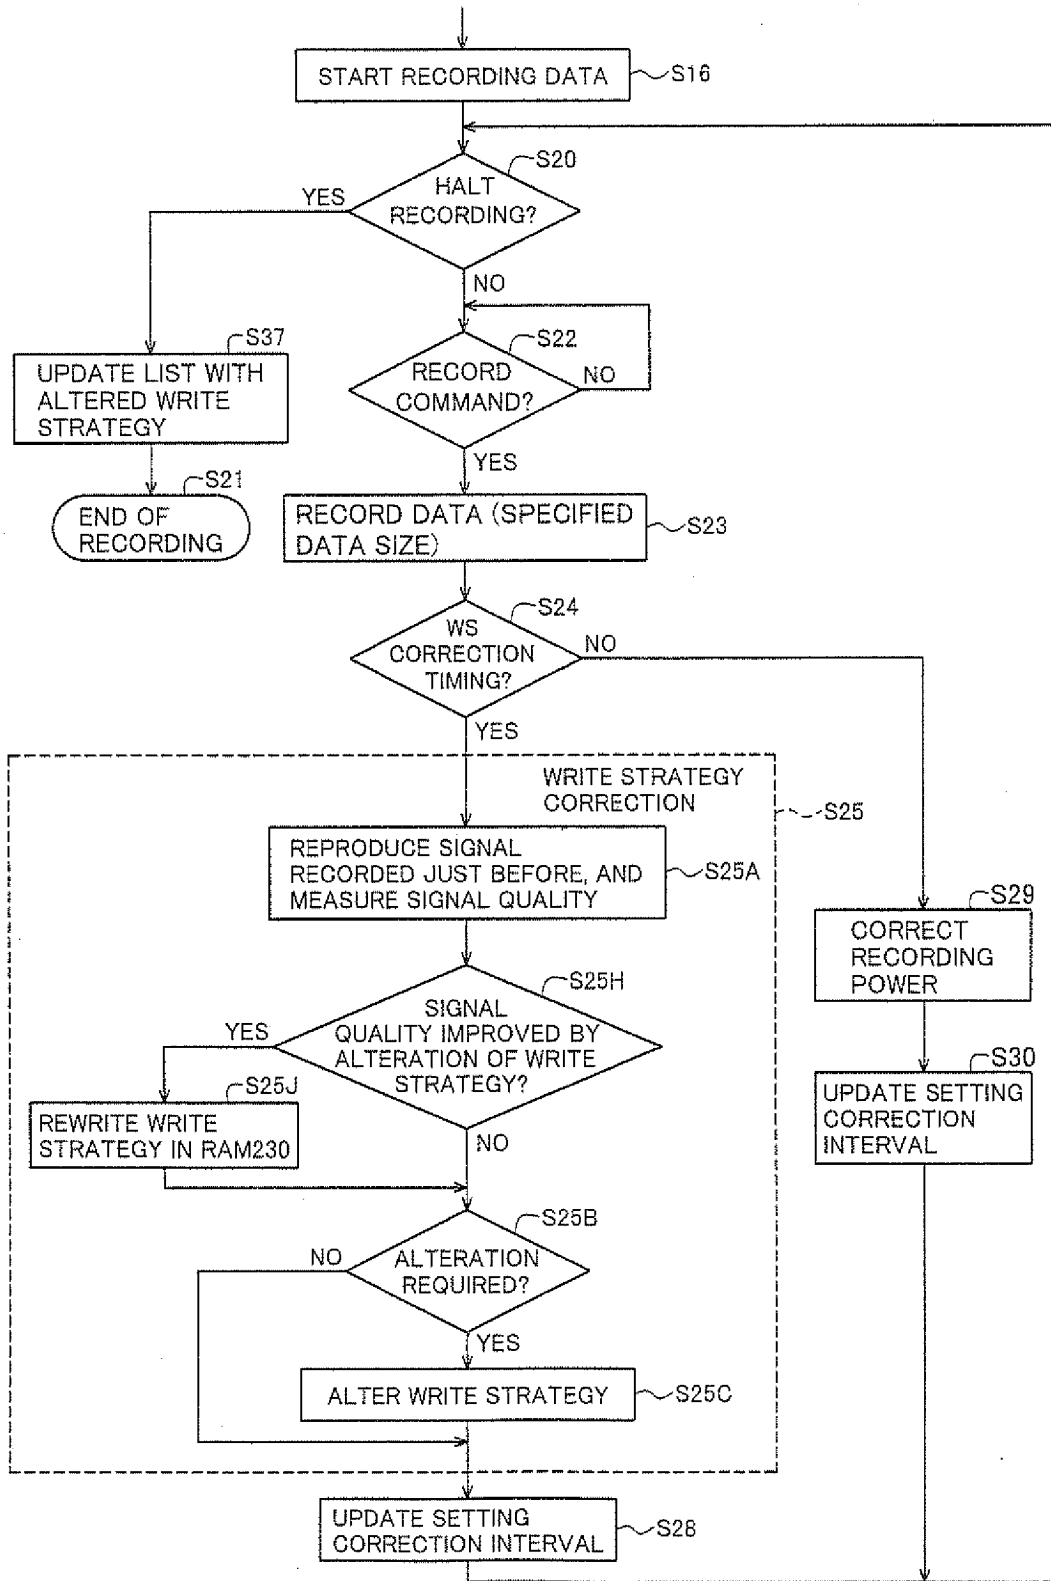 START RECORDING DATA
S16
S20
HALT
RECORDING?
YES
NO
S37
UPDATE LIST WITH
ALTERED WRITE
STRATEGY
S22
RECORD
COMMAND?
NO
YES
S21
END OF
RECORDING
RECORD DATA (SPECIFIED
DATA SIZE)
S23
S24
WS
CORRECTION
TIMING?
NO
YES
WRITE STRATEGY
CORRECTION
S25
REPRODUCE SIGNAL
RECORDED JUST BEFORE, AND
MEASURE SIGNAL QUALITY
S25A
S29
CORRECT
RECORDING
POWER
S25H
SIGNAL
QUALITY IMPROVED BY
ALTERATION OF WRITE
STRATEGY?
YES
NO
S25J
REWRITE WRITE
STRATEGY IN RAM230
S30
UPDATE SETTING
CORRECTION
INTERVAL
S25B
ALTERATION
REQUIRED?
NO
YES
ALTER WRITE STRATEGY
S25C
UPDATE SETTING
CORRECTION INTERVAL
S28